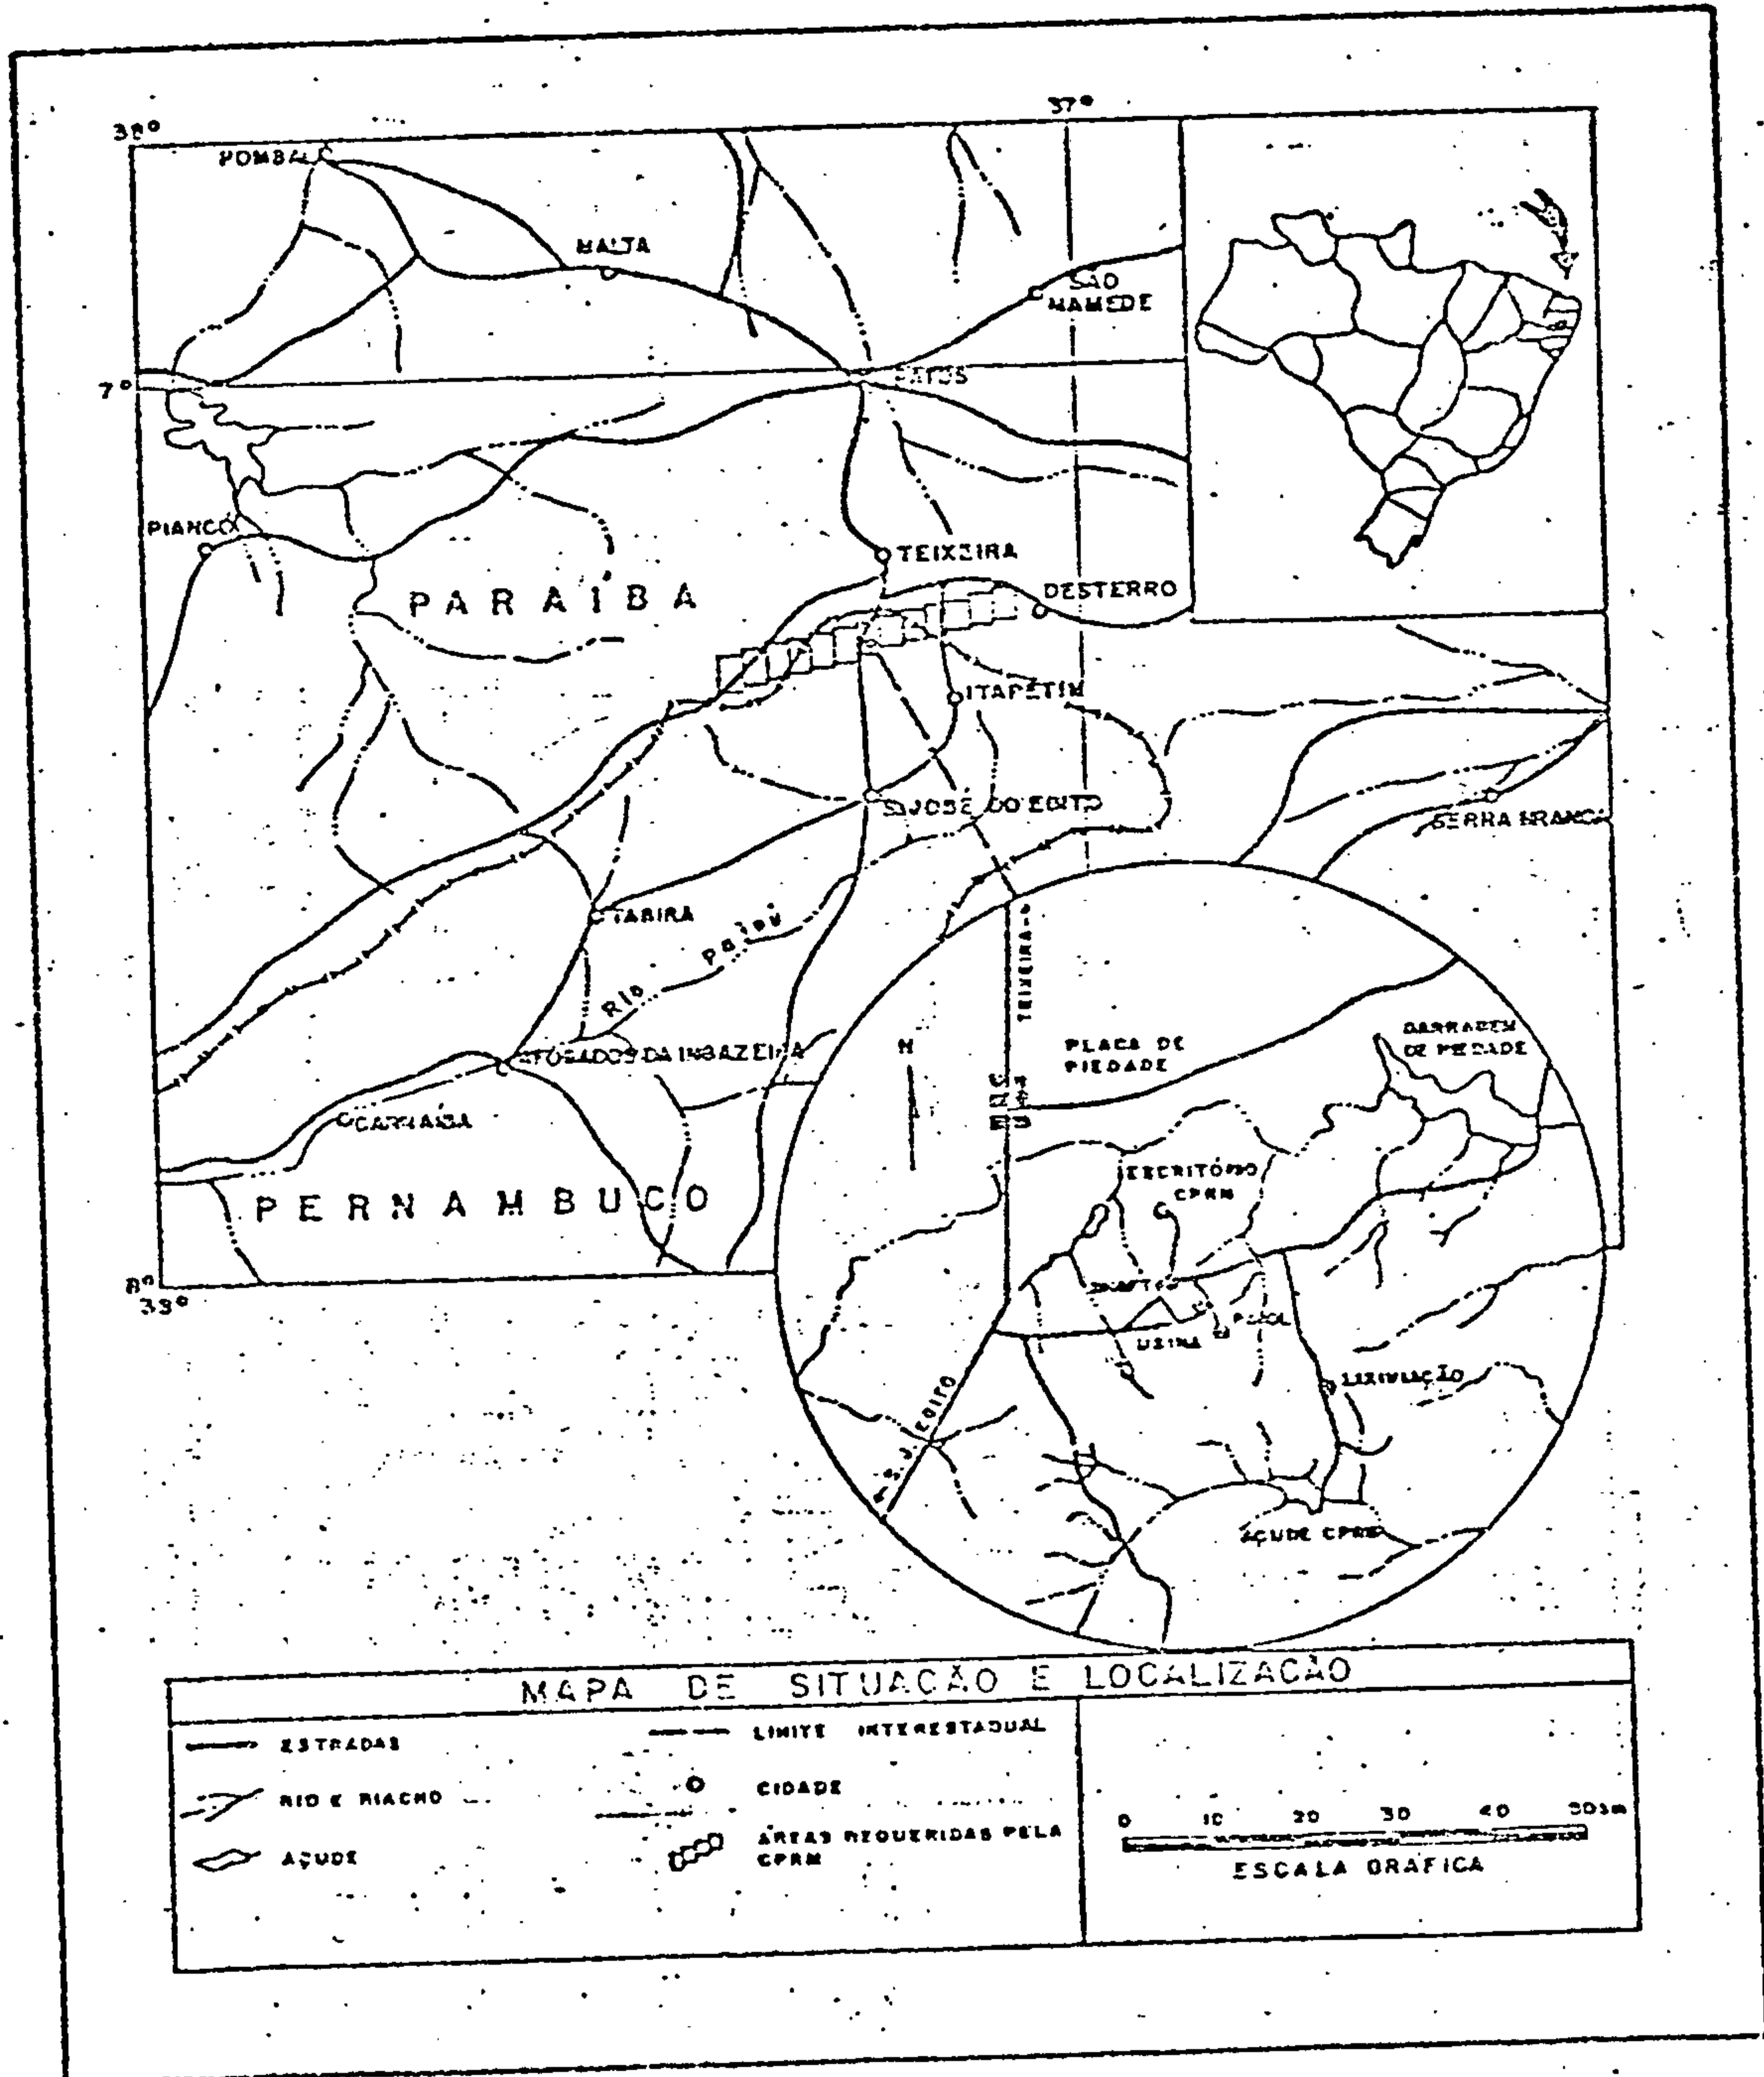 38°
37°
POMBAL
MALTA
SÃO
MAMEDE
7°
PATOS
PIANCÓ
TEIXEIRA
PARAÍBA
DESTERRO
ITAPETIM
S. JOSÉ DO EGITO
SERRA BRANCA
TABIRA
Rio Pajeú
TEIXEIRA
AFOGADOS DA INGAZEIRA
N
PLACA DE
PIEDADE
BARRAGEM
DE PIEDADE
CARNAÍBA
ESCRITÓRIO
CPRM
PERNAMBUCO
8°
38°
USINA
PAIOL
LIXIVIAÇÃO
S. J. EGITO
AÇUDE CPRM
MAPA DE SITUAÇÃO E LOCALIZAÇÃO
ESTRADAS
LIMITE INTERESTADUAL
RIO E RIACHO
CIDADE
AÇUDE
ÁREAS REQUERIDAS PELA
CPRM
0 10 20 30 40 50km
ESCALA GRÁFICA